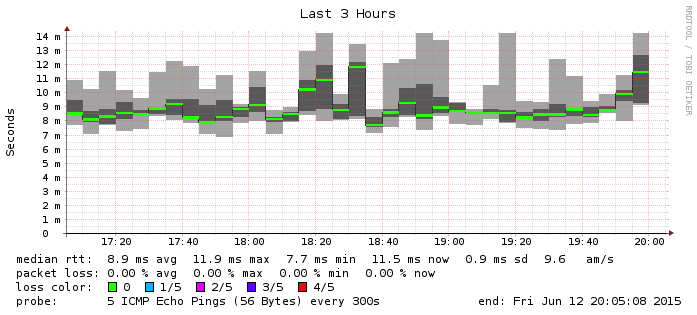 Last 3 Hours
RRDTOOL / TOBI OETIKER
Seconds
14 m
13 m
12 m
11 m
10 m
9 m
8 m
7 m
6 m
5 m
4 m
3 m
2 m
1 m
0
17:20 17:40 18:00 18:20 18:40 19:00 19:20 19:40 20:00
median rtt: 8.9 ms avg 11.9 ms max 7.7 ms min 11.5 ms now 0.9 ms sd 9.6 am/s
packet loss: 0.00 % avg 0.00 % max 0.00 % min 0.00 % now
loss color: 0 1/5 2/5 3/5 4/5
probe: 5 ICMP Echo Pings (56 Bytes) every 300s end: Fri Jun 12 20:05:08 2015